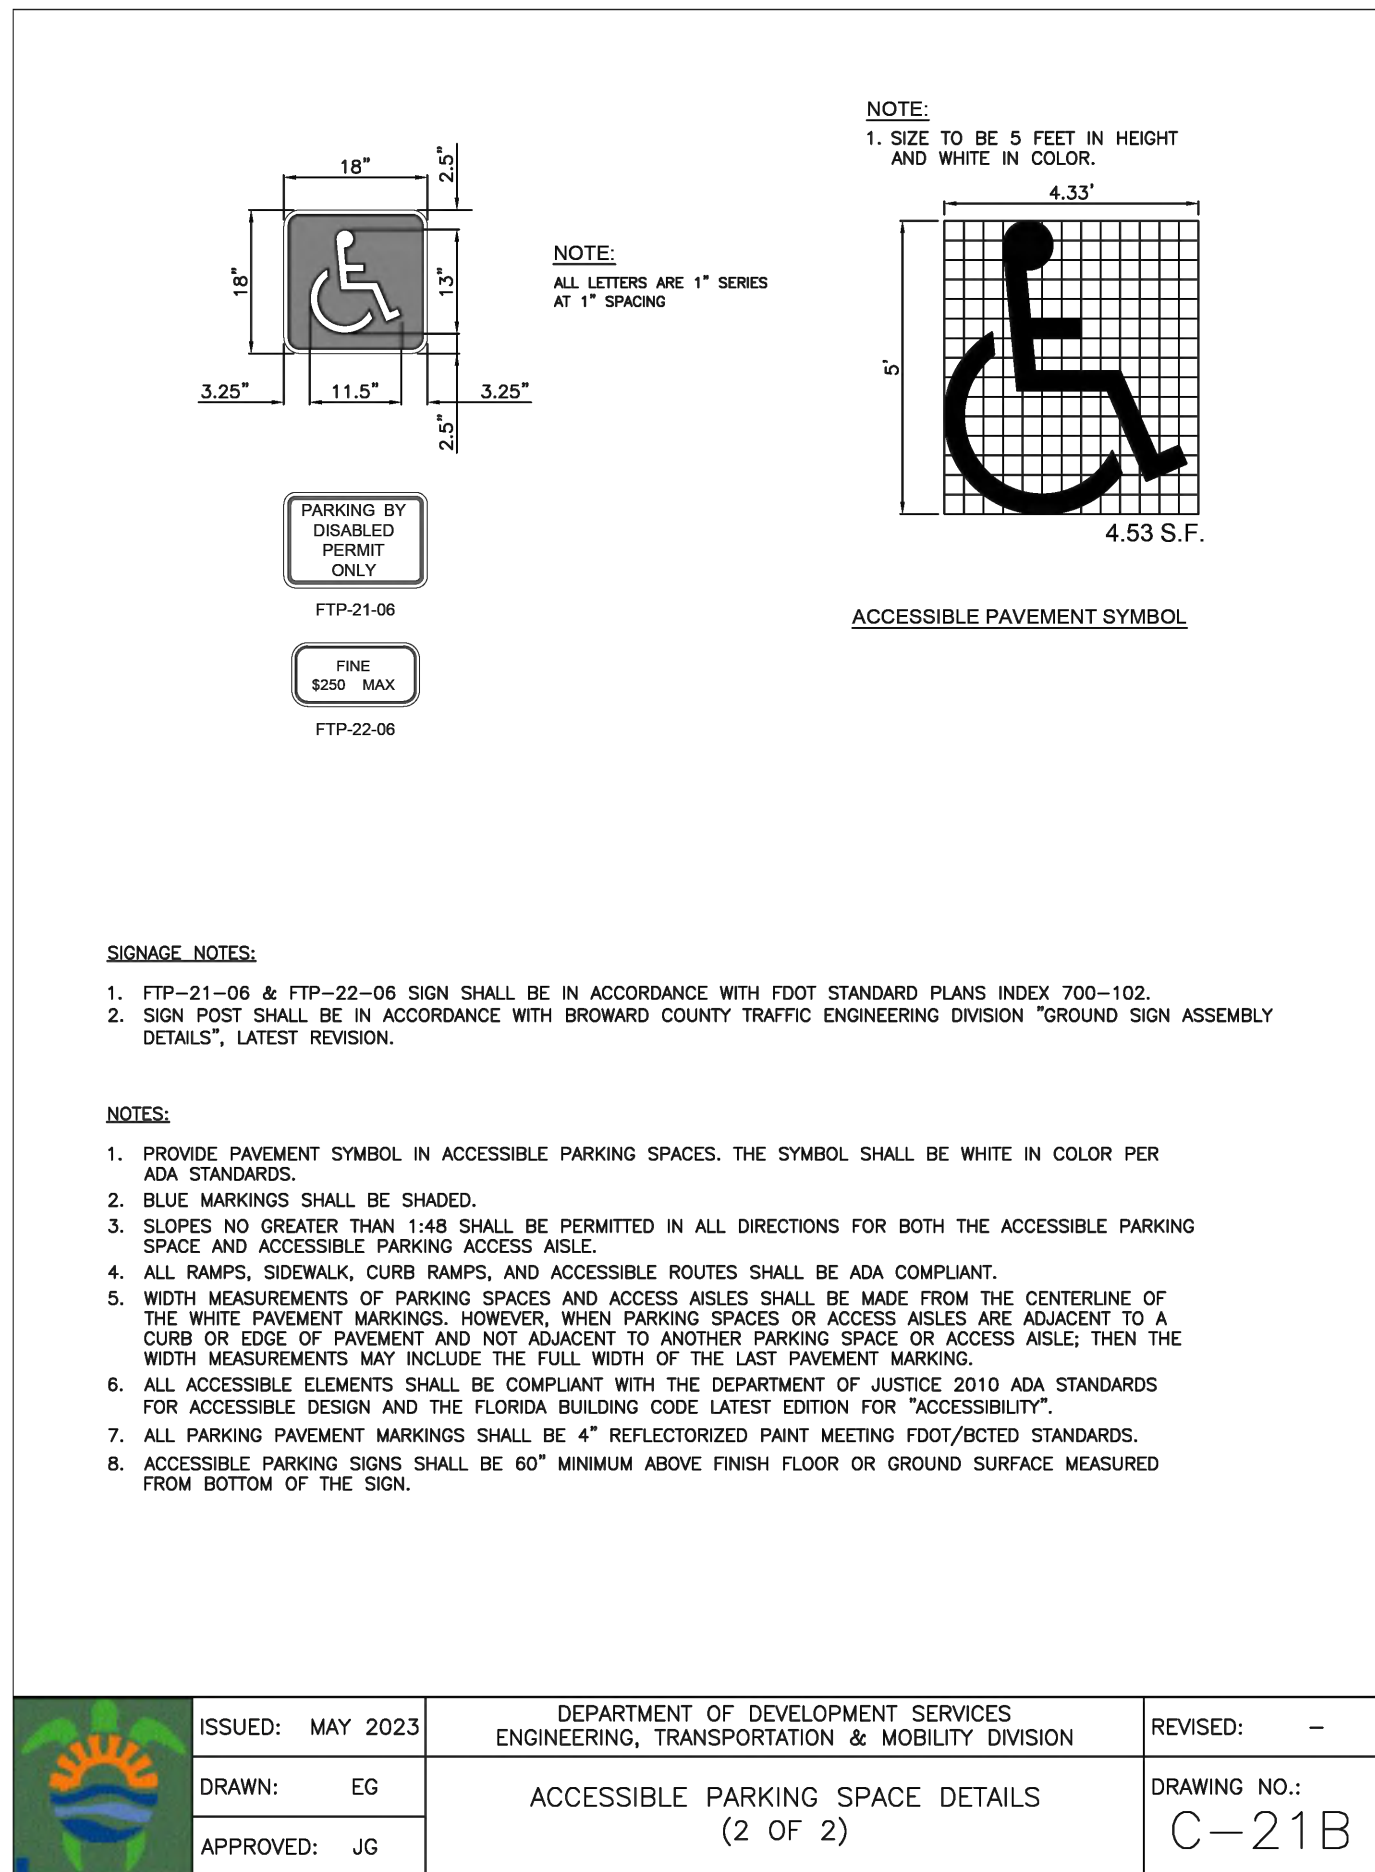 NOTE:
1. SIZE TO BE 5 FEET IN HEIGHT
AND WHITE IN COLOR.
18"
2.5"
18"
13"
3.25"
11.5"
3.25"
2.5"
NOTE:
ALL LETTERS ARE 1" SERIES
AT 1" SPACING
4.33'
5'
4.53 S.F.
ACCESSIBLE PAVEMENT SYMBOL
PARKING BY
DISABLED
PERMIT
ONLY
FTP-21-06
FINE
$250 MAX
FTP-22-06
SIGNAGE NOTES:
1. FTP-21-06 & FTP-22-06 SIGN SHALL BE IN ACCORDANCE WITH FDOT STANDARD PLANS INDEX 700-102.
2. SIGN POST SHALL BE IN ACCORDANCE WITH BROWARD COUNTY TRAFFIC ENGINEERING DIVISION "GROUND SIGN ASSEMBLY
DETAILS", LATEST REVISION.
NOTES:
1. PROVIDE PAVEMENT SYMBOL IN ACCESSIBLE PARKING SPACES. THE SYMBOL SHALL BE WHITE IN COLOR PER
ADA STANDARDS.
2. BLUE MARKINGS SHALL BE SHADED.
3. SLOPES NO GREATER THAN 1:48 SHALL BE PERMITTED IN ALL DIRECTIONS FOR BOTH THE ACCESSIBLE PARKING
SPACE AND ACCESSIBLE PARKING ACCESS AISLE.
4. ALL RAMPS, SIDEWALK, CURB RAMPS, AND ACCESSIBLE ROUTES SHALL BE ADA COMPLIANT.
5. WIDTH MEASUREMENTS OF PARKING SPACES AND ACCESS AISLES SHALL BE MADE FROM THE CENTERLINE OF
THE WHITE PAVEMENT MARKINGS. HOWEVER, WHEN PARKING SPACES OR ACCESS AISLES ARE ADJACENT TO A
CURB OR EDGE OF PAVEMENT AND NOT ADJACENT TO ANOTHER PARKING SPACE OR ACCESS AISLE; THEN THE
WIDTH MEASUREMENTS MAY INCLUDE THE FULL WIDTH OF THE LAST PAVEMENT MARKING.
6. ALL ACCESSIBLE ELEMENTS SHALL BE COMPLIANT WITH THE DEPARTMENT OF JUSTICE 2010 ADA STANDARDS
FOR ACCESSIBLE DESIGN AND THE FLORIDA BUILDING CODE LATEST EDITION FOR "ACCESSIBILITY".
7. ALL PARKING PAVEMENT MARKINGS SHALL BE 4" REFLECTORIZED PAINT MEETING FDOT/BCTED STANDARDS.
8. ACCESSIBLE PARKING SIGNS SHALL BE 60" MINIMUM ABOVE FINISH FLOOR OR GROUND SURFACE MEASURED
FROM BOTTOM OF THE SIGN.
ISSUED: MAY 2023
DRAWN: EG
APPROVED: JG
DEPARTMENT OF DEVELOPMENT SERVICES
ENGINEERING, TRANSPORTATION & MOBILITY DIVISION
ACCESSIBLE PARKING SPACE DETAILS
(2 OF 2)
REVISED: -
DRAWING NO.:
C-21B